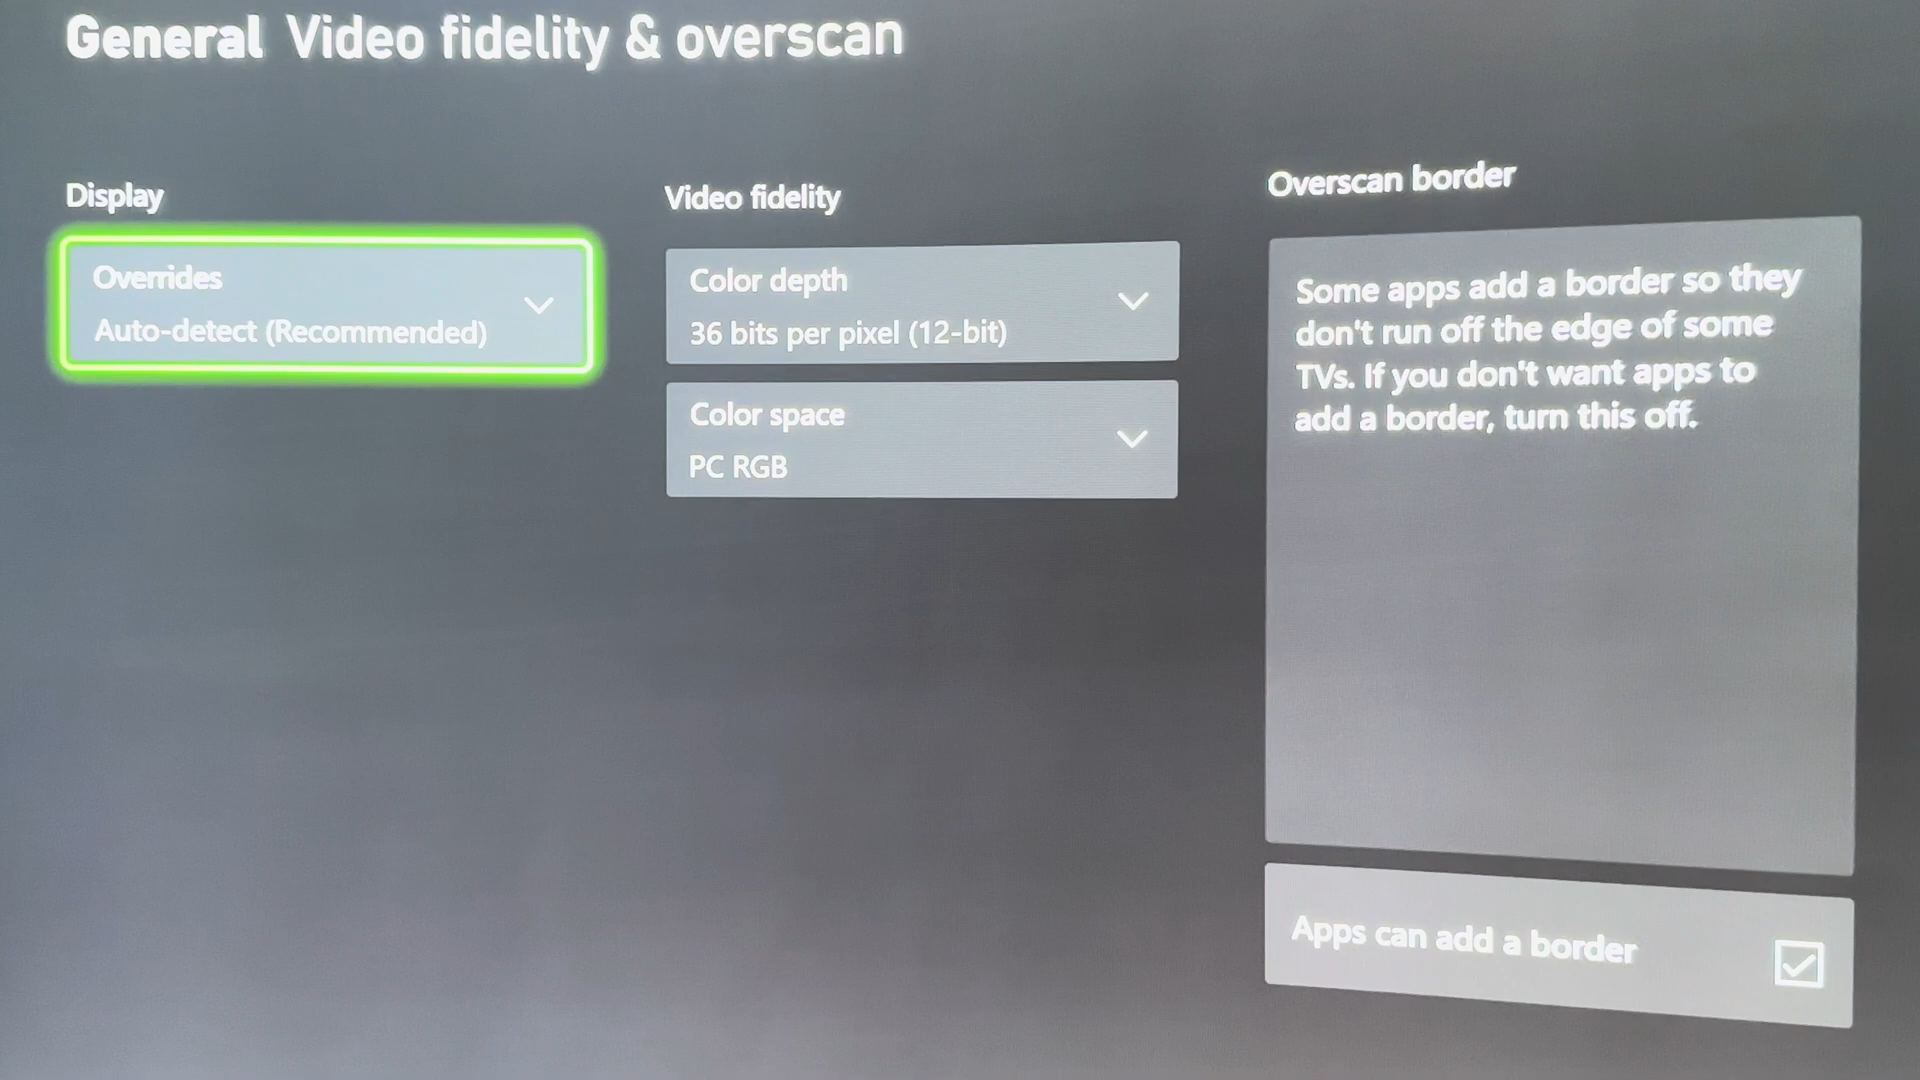 General Video fidelity & overscan
Display
Overrides
Auto-detect (Recommended)
Video fidelity
Color depth
36 bits per pixel (12-bit)
Color space
PC RGB
Overscan border
Some apps add a border so they
don't run off the edge of some
TVs. If you don't want apps to
add a border, turn this off.
Apps can add a border